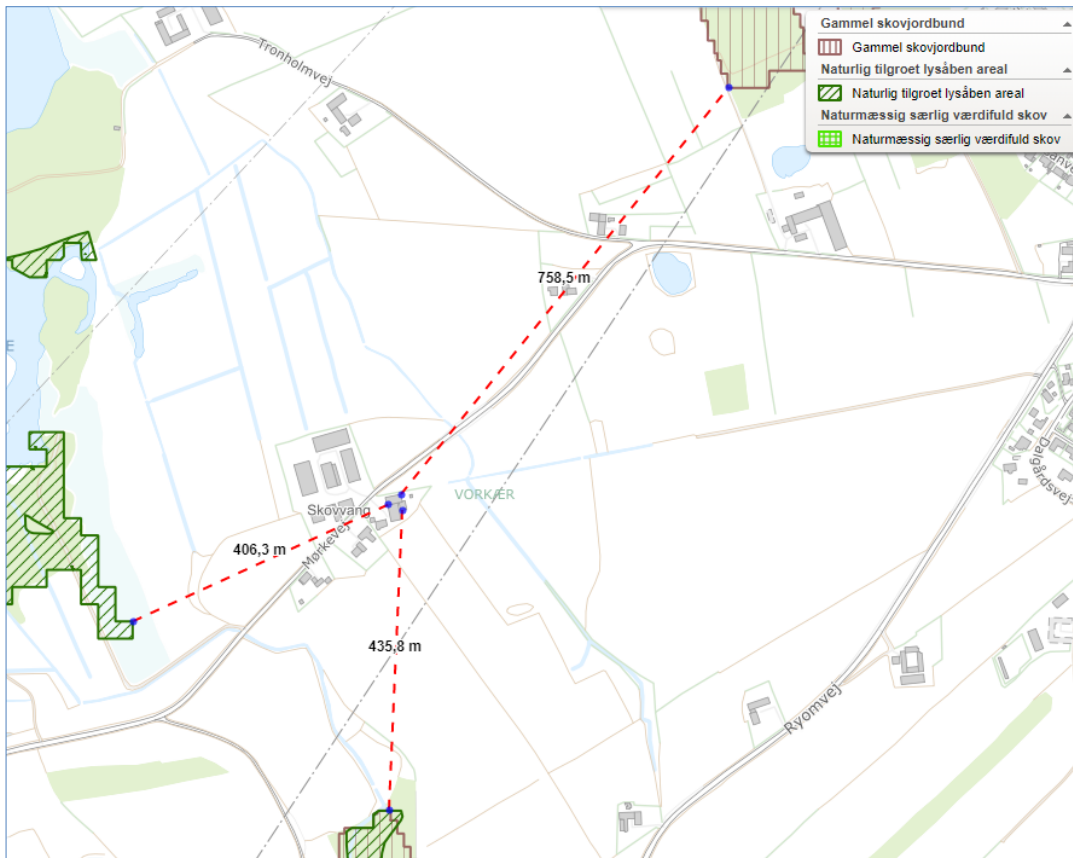 Gammel skovjordbund
Gammel skovjordbund
Naturlig tilgroet lysåben areal
Naturlig tilgroet lysåben areal
Naturmæssig særlig værdifuld skov
Naturmæssig særlig værdifuld skov
Tronholmvej
758,5 m
E
Dalgårdsvej
VORKJÆR
Skovvang
Mørkevej
406,3 m
435,8 m
Ryomvej